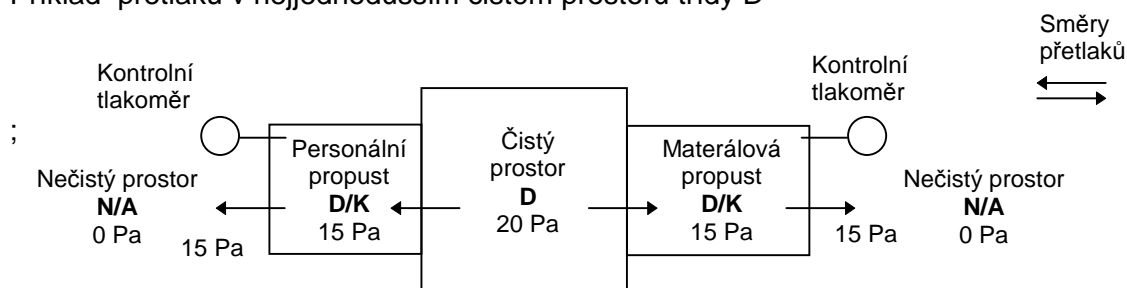 Příklad přetlaků v nejjednodušším čistém prostoru třídy D
Směry
přetlaků
Kontrolní
tlakoměr
Kontrolní
tlakoměr
;
Nečistý prostor
N/A
0 Pa
15 Pa
Personální
propust
D/K
15 Pa
Čistý
prostor
D
20 Pa
Materálová
propust
D/K
15 Pa
15 Pa
Nečistý prostor
N/A
0 Pa